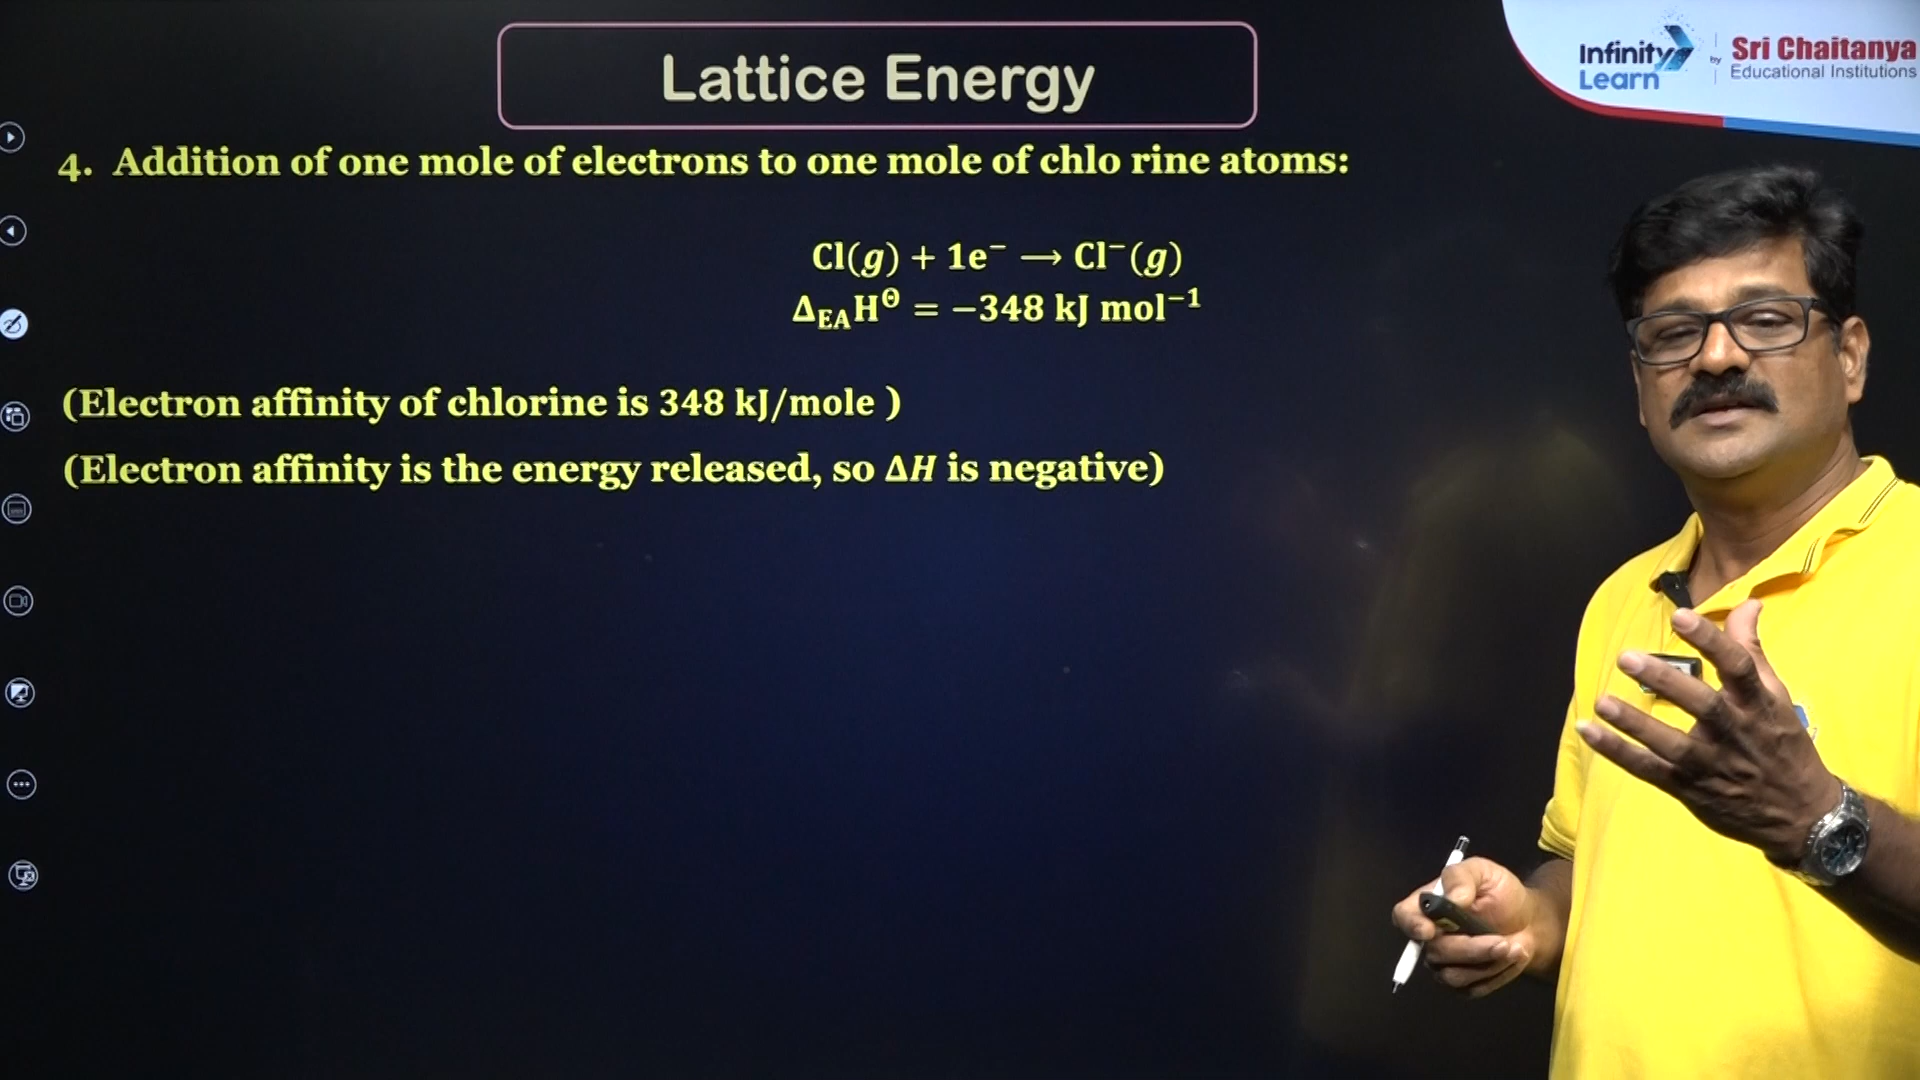 Lattice Energy
Infinity Learn by Sri Chaitanya Educational Institutions
4. Addition of one mole of electrons to one mole of chlo rine atoms:
Cl(g) + 1e⁻ ⟶ Cl⁻(g)
Δ_EA H^Θ = −348 kJ mol⁻¹
(Electron affinity of chlorine is 348 kJ/mole )
(Electron affinity is the energy released, so ΔH is negative)